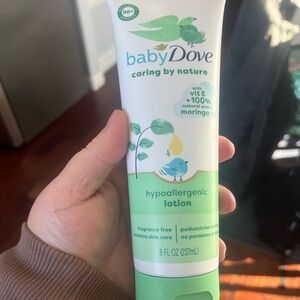 98%
baby Dove
caring by nature
with
vit E
+100%
natural
moringa
hypoallergenic
lotion
fragrance free
sensitive skin care
pediatrician
no parabens
8 FL OZ (237mL)